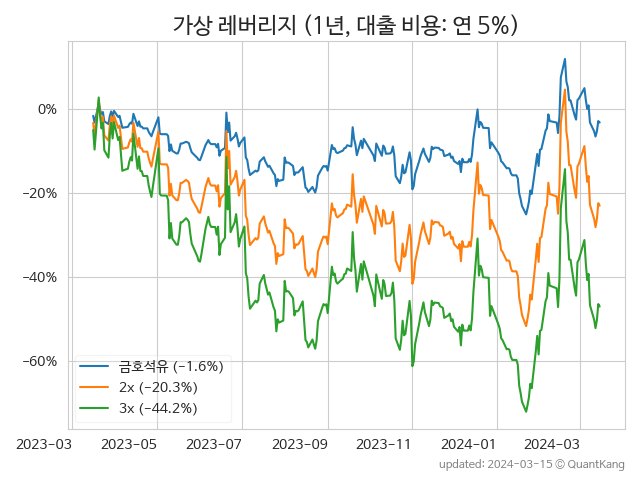 가상 레버리지 (1년, 대출 비용: 연 5%)
0%
−20%
−40%
−60%
금호석유 (−1.6%)
2x (−20.3%)
3x (−44.2%)
2023-03 2023-05 2023-07 2023-09 2023-11 2024-01 2024-03
updated: 2024-03-15 © QuantKang